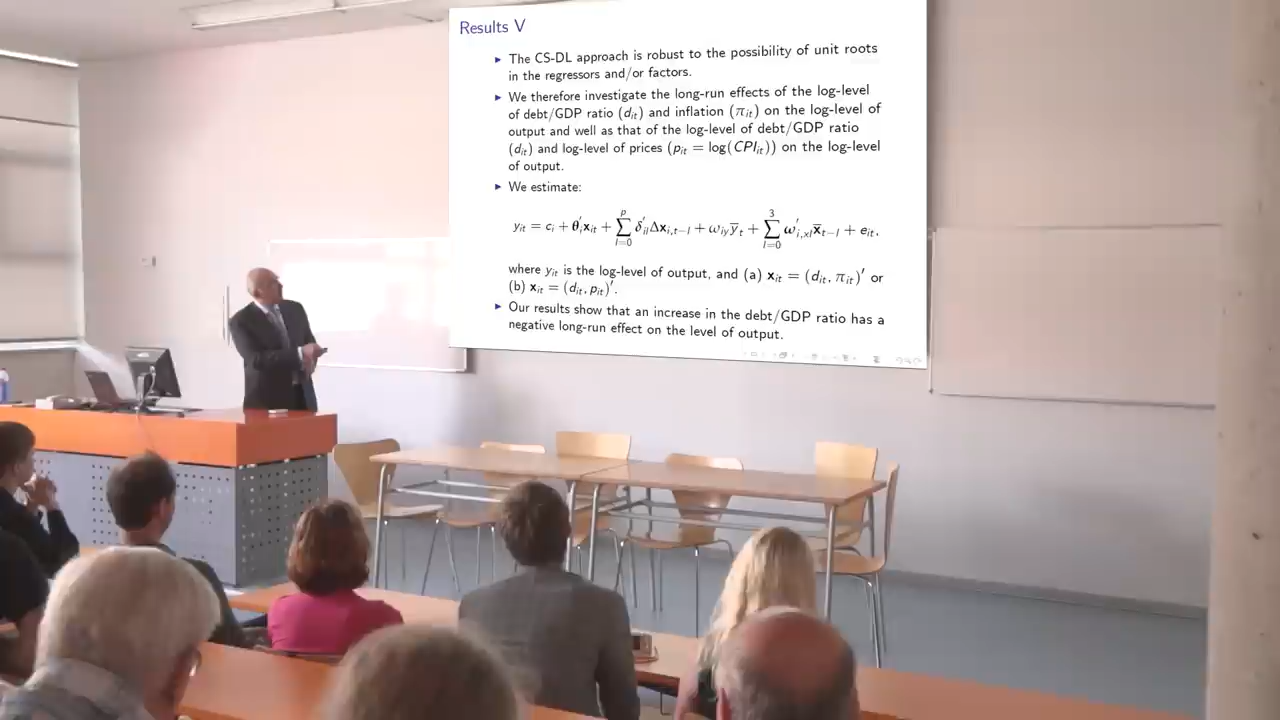 Results V
▸ The CS-DL approach is robust to the possibility of unit roots
in the regressors and/or factors.
▸ We therefore investigate the long-run effects of the log-level
of debt/GDP ratio (d_it) and inflation (π_it) on the log-level of
output and well as that of the log-level of debt/GDP ratio
(d_it) and log-level of prices (p_it = log(CPI_it)) on the log-level
of output.
▸ We estimate:
y_it = c_i + θ′_i x_it + ∑_{l=0}^{p} δ′_il Δx_{i,t−l} + ω_iy ȳ_t + ∑_{l=0}^{3} ω′_{i,xl} x̄_{t−l} + e_it,
where y_it is the log-level of output, and (a) x_it = (d_it, π_it)′ or
(b) x_it = (d_it, p_it)′.
▸ Our results show that an increase in the debt/GDP ratio has a
negative long-run effect on the level of output.